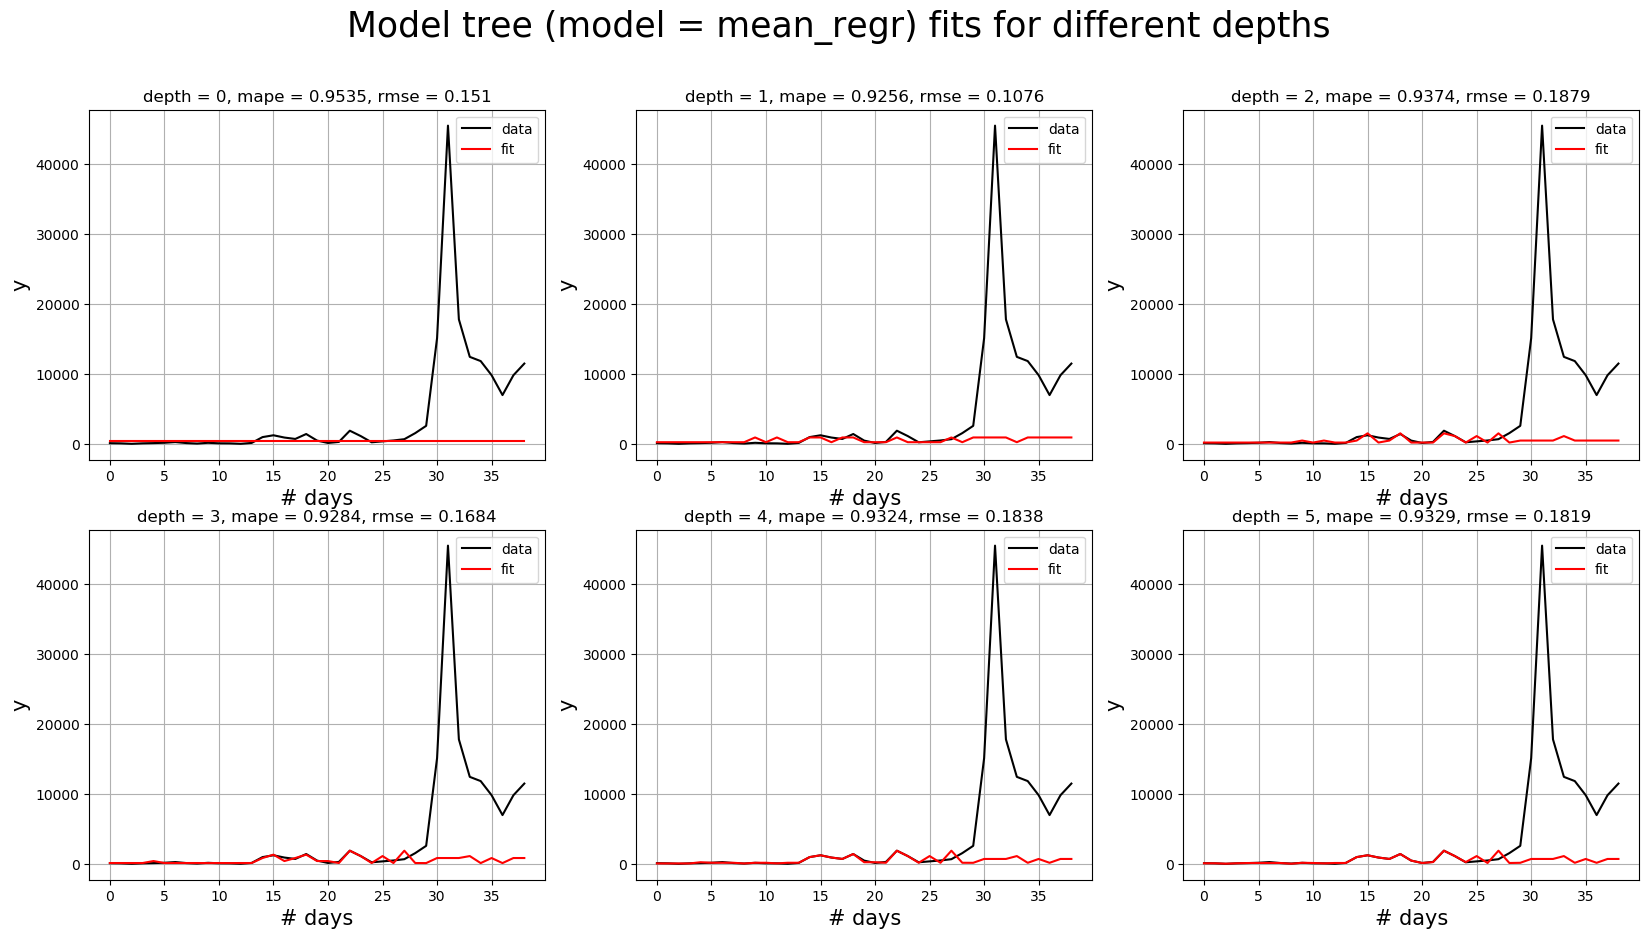 Model tree (model = mean_regr) fits for different depths
depth = 0, mape = 0.9535, rmse = 0.151
data
fit
40000
30000
20000
10000
0
y
0 5 10 15 20 25 30 35
# days
depth = 1, mape = 0.9256, rmse = 0.1076
data
fit
40000
30000
20000
10000
0
y
0 5 10 15 20 25 30 35
# days
depth = 2, mape = 0.9374, rmse = 0.1879
data
fit
40000
30000
20000
10000
0
y
0 5 10 15 20 25 30 35
# days
depth = 3, mape = 0.9284, rmse = 0.1684
data
fit
40000
30000
20000
10000
0
y
0 5 10 15 20 25 30 35
# days
depth = 4, mape = 0.9324, rmse = 0.1838
data
fit
40000
30000
20000
10000
0
y
0 5 10 15 20 25 30 35
# days
depth = 5, mape = 0.9329, rmse = 0.1819
data
fit
40000
30000
20000
10000
0
y
0 5 10 15 20 25 30 35
# days